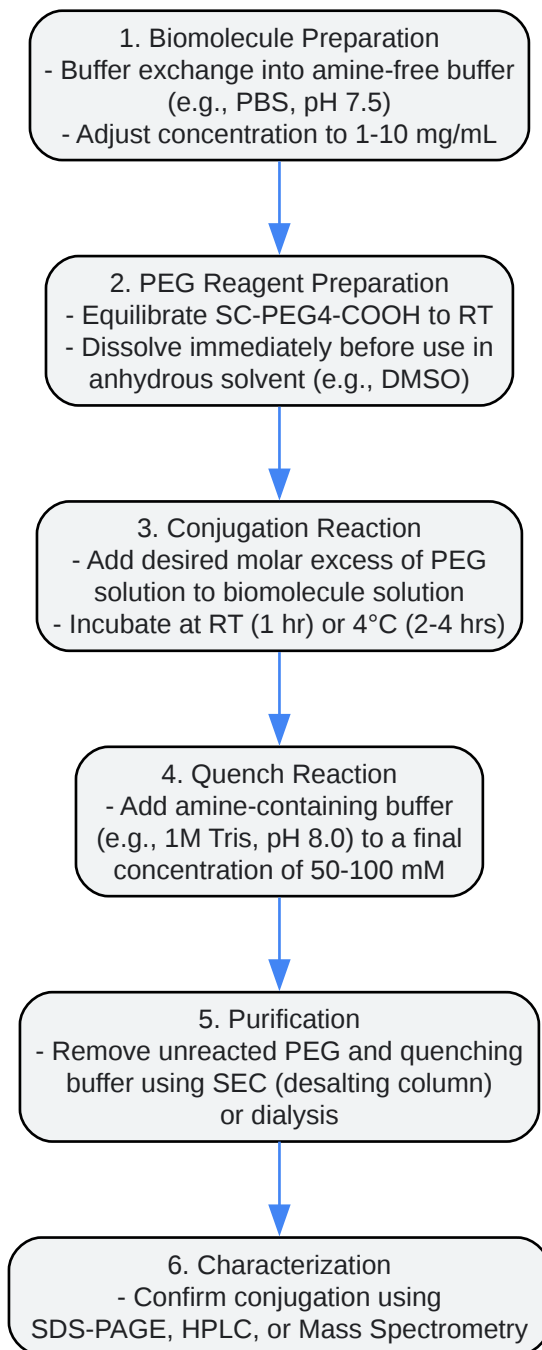 1. Biomolecule Preparation
- Buffer exchange into amine-free buffer
(e.g., PBS, pH 7.5)
- Adjust concentration to 1-10 mg/mL
2. PEG Reagent Preparation
- Equilibrate SC-PEG4-COOH to RT
- Dissolve immediately before use in
anhydrous solvent (e.g., DMSO)
3. Conjugation Reaction
- Add desired molar excess of PEG
solution to biomolecule solution
- Incubate at RT (1 hr) or 4°C (2-4 hrs)
4. Quench Reaction
- Add amine-containing buffer
(e.g., 1M Tris, pH 8.0) to a final
concentration of 50-100 mM
5. Purification
- Remove unreacted PEG and quenching
buffer using SEC (desalting column)
or dialysis
6. Characterization
- Confirm conjugation using
SDS-PAGE, HPLC, or Mass Spectrometry